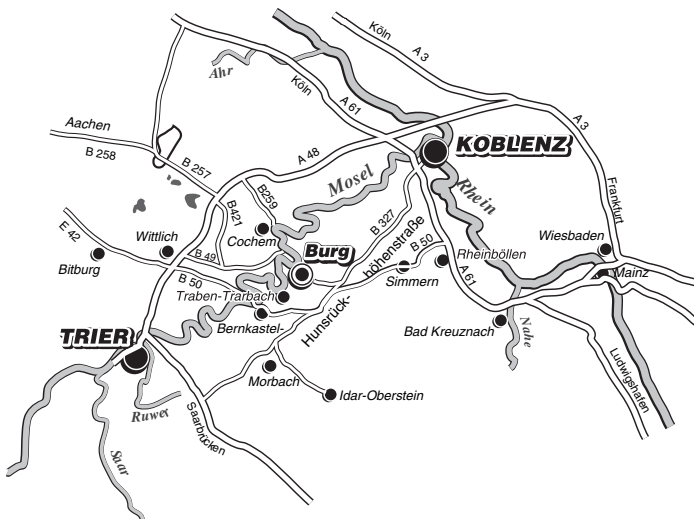 Köln
A 3
Ahr
Köln
A 61
A 3
Aachen
B 258
B 257
A 48
KOBLENZ
Mosel
Rhein
B259
B421
B 327
Frankfurt
E 42
Wittlich
Cochem
Wiesbaden
Bitburg
B 49
Burg
höhenstraße
B 50
Rheinböllen
B 50
Simmern
A 61
Mainz
Traben-Trarbach
Bernkastel-
Hunsrück-
Bad Kreuznach
Nahe
TRIER
Ludwigshafen
Morbach
Idar-Oberstein
Ruwer
Saarbrücken
Saar